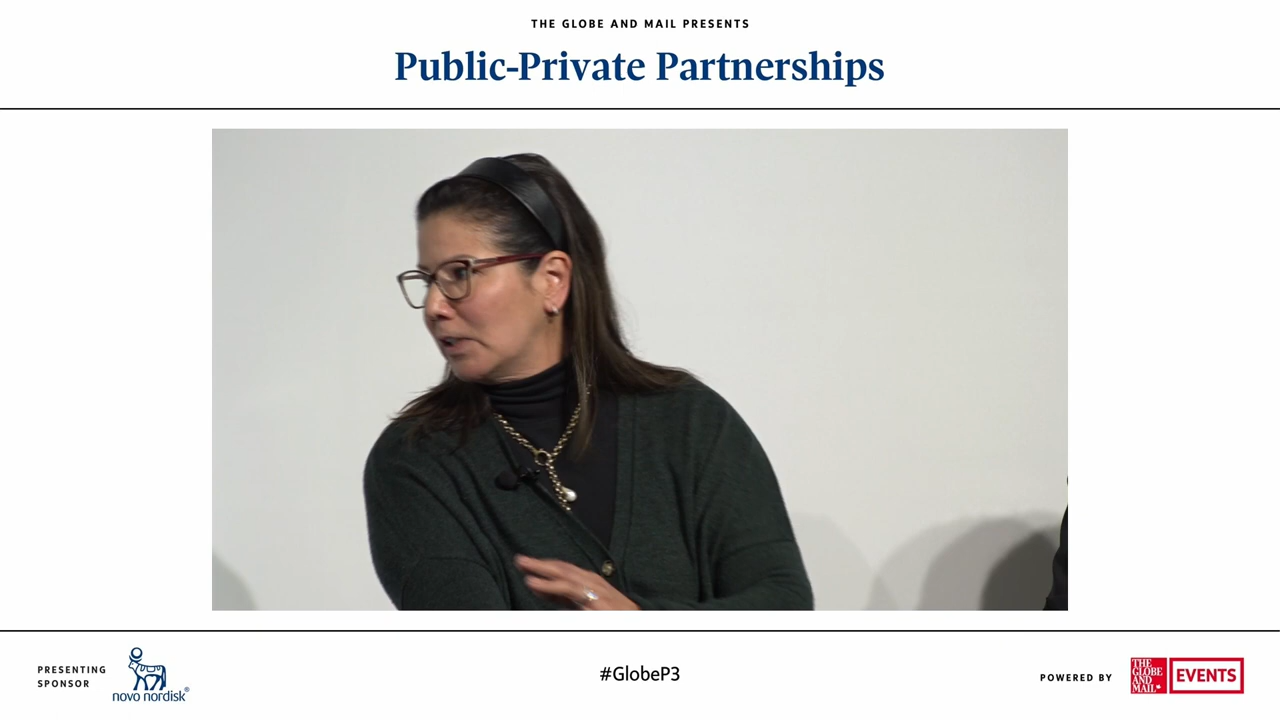 THE GLOBE AND MAIL PRESENTS
Public-Private Partnerships
PRESENTING
SPONSOR
novo nordisk®
#GlobeP3
POWERED BY
THE
GLOBE
AND
MAIL
EVENTS